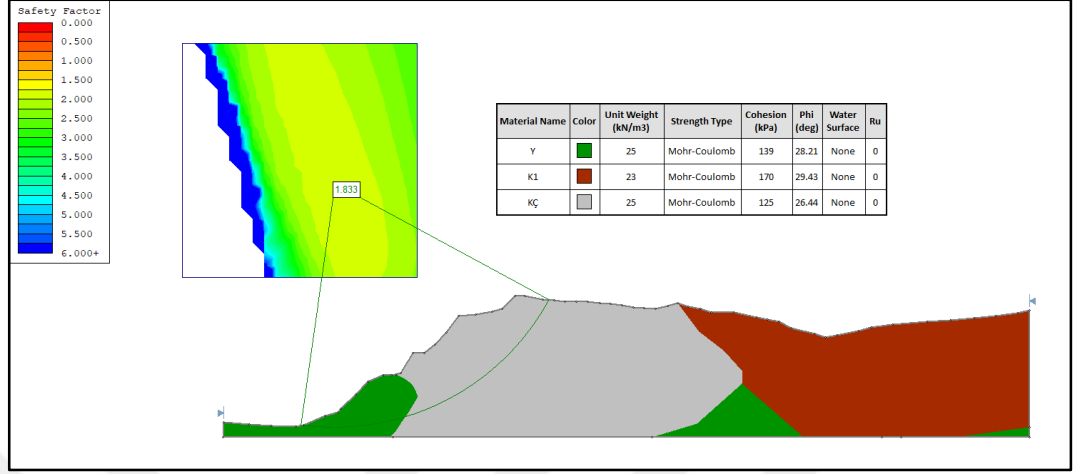 Safety Factor
0.000
0.500
1.000
1.500
2.000
2.500
3.000
3.500
4.000
4.500
5.000
5.500
6.000+
1.833
Material Name Color Unit Weight (kN/m3) Strength Type Cohesion (kPa) Phi (deg) Water Surface Ru
Y 25 Mohr-Coulomb 139 28.21 None 0
K1 23 Mohr-Coulomb 170 29.43 None 0
KÇ 25 Mohr-Coulomb 125 26.44 None 0